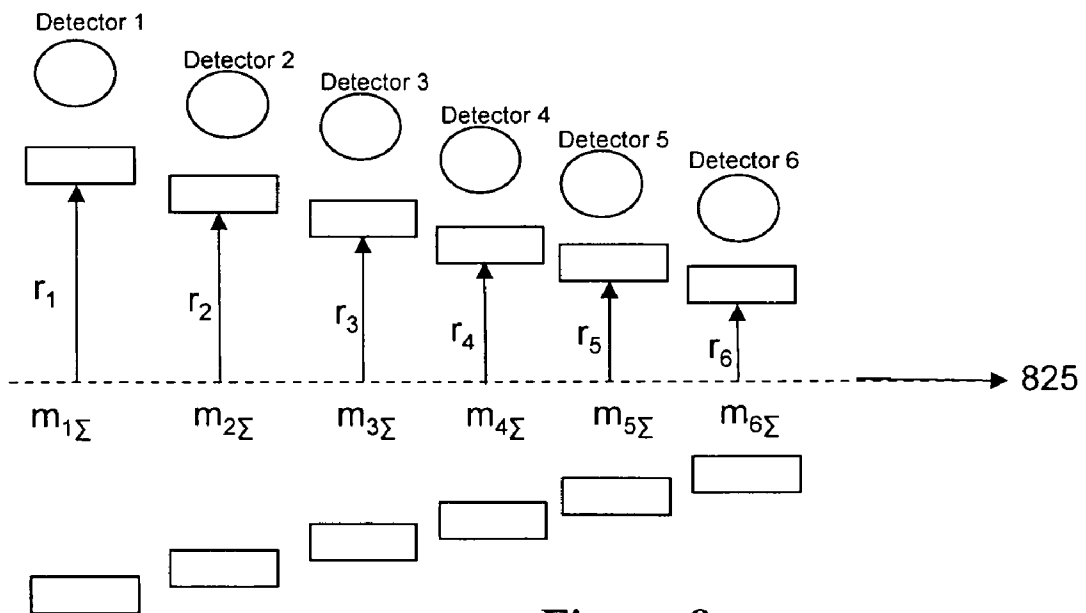 Detector 1
Detector 2
Detector 3
Detector 4
Detector 5
Detector 6
r₁
r₂
r₃
r₄
r₅
r₆
825
m₁Σ
m₂Σ
m₃Σ
m₄Σ
m₅Σ
m₆Σ